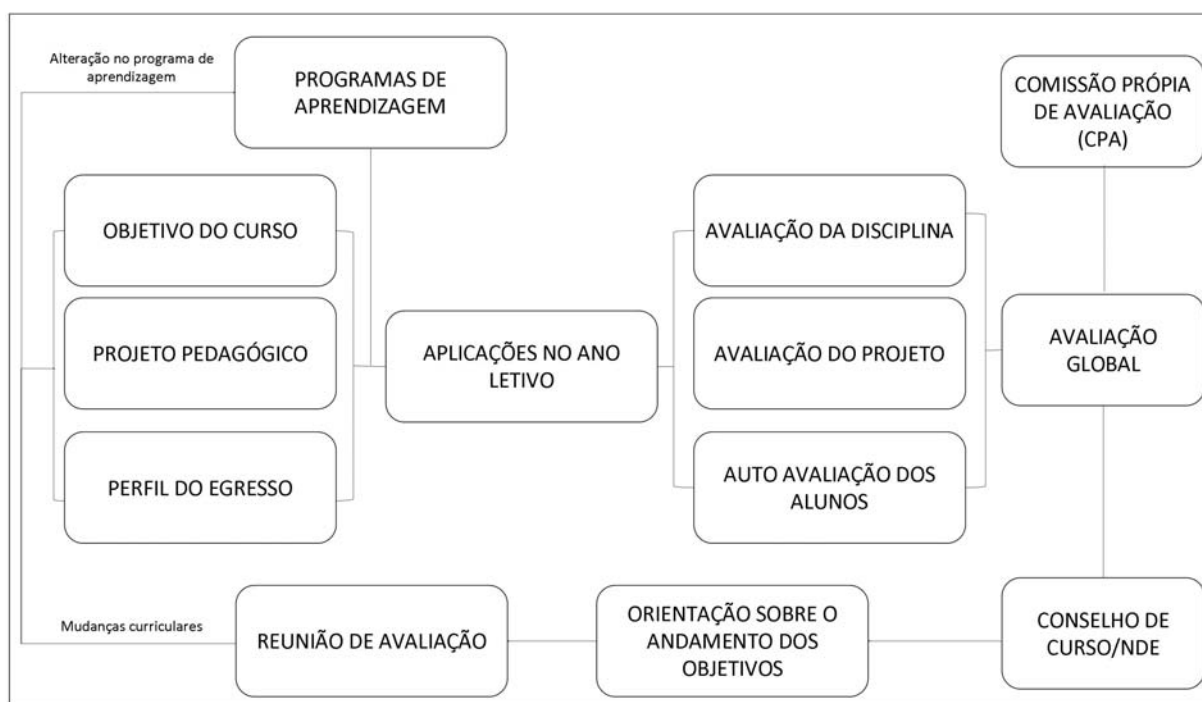 Alteração no programa de
aprendizagem
PROGRAMAS DE
APRENDIZAGEM
COMISSÃO PRÓPIA
DE AVALIAÇÃO
(CPA)
OBJETIVO DO CURSO
AVALIAÇÃO DA DISCIPLINA
PROJETO PEDAGÓGICO
APLICAÇÕES NO ANO
LETIVO
AVALIAÇÃO DO PROJETO
AVALIAÇÃO
GLOBAL
PERFIL DO EGRESSO
AUTO AVALIAÇÃO DOS
ALUNOS
Mudanças curriculares
REUNIÃO DE AVALIAÇÃO
ORIENTAÇÃO SOBRE O
ANDAMENTO DOS
OBJETIVOS
CONSELHO DE
CURSO/NDE